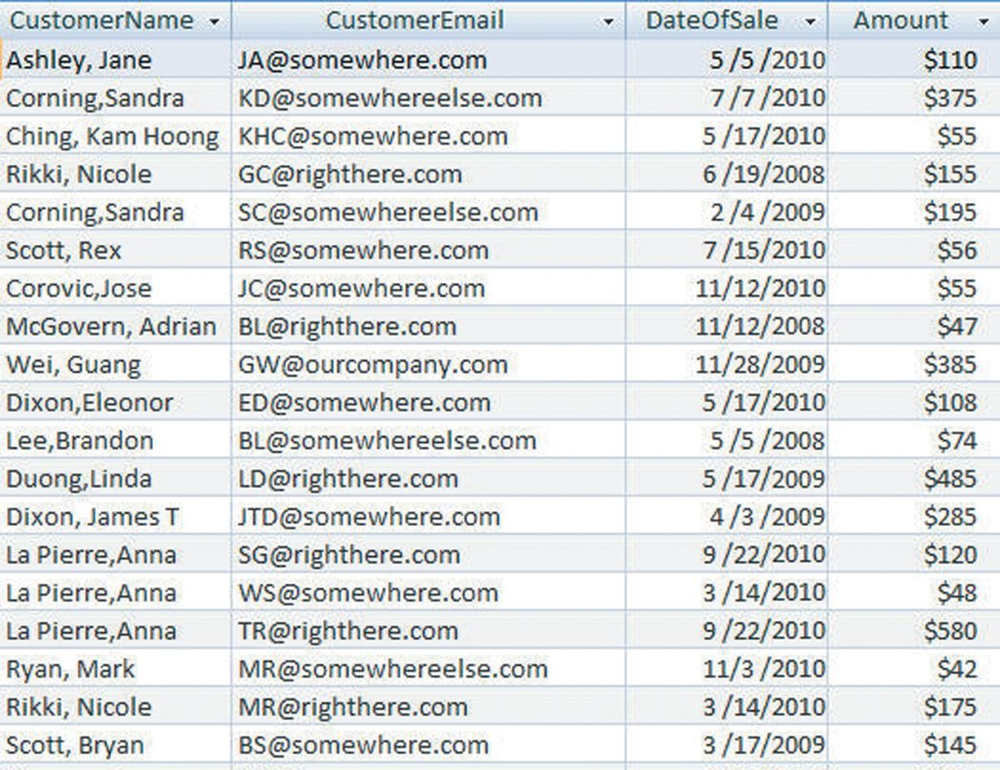 CustomerName CustomerEmail DateOfSale Amount
Ashley, Jane JA@somewhere.com 5 /5 /2010 $110
Corning,Sandra KD@somewhereelse.com 7 /7 /2010 $375
Ching, Kam Hoong KHC@somewhere.com 5 /17/2010 $55
Rikki, Nicole GC@righthere.com 6 /19/2008 $155
Corning,Sandra SC@somewhereelse.com 2 /4 /2009 $195
Scott, Rex RS@somewhere.com 7 /15/2010 $56
Corovic,Jose JC@somewhere.com 11/12/2010 $55
McGovern, Adrian BL@righthere.com 11/12/2008 $47
Wei, Guang GW@ourcompany.com 11/28/2009 $385
Dixon,Eleonor ED@somewhere.com 5 /17/2010 $108
Lee,Brandon BL@somewhereelse.com 5 /5 /2008 $74
Duong,Linda LD@righthere.com 5 /17/2009 $485
Dixon, James T JTD@somewhere.com 4 /3 /2009 $285
La Pierre,Anna SG@righthere.com 9 /22/2010 $120
La Pierre,Anna WS@somewhere.com 3 /14/2010 $48
La Pierre,Anna TR@righthere.com 9 /22/2010 $580
Ryan, Mark MR@somewhereelse.com 11/3 /2010 $42
Rikki, Nicole MR@righthere.com 3 /14/2010 $175
Scott, Bryan BS@somewhere.com 3 /17/2009 $145